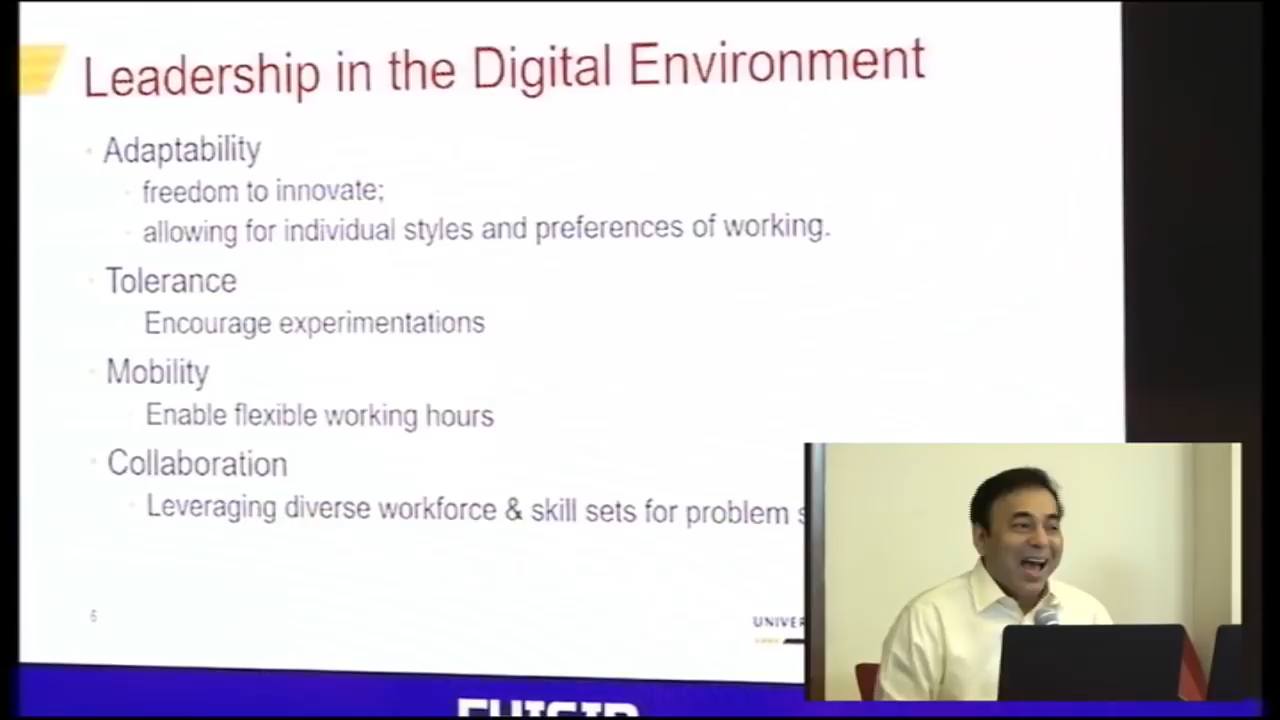 Leadership in the Digital Environment
Adaptability
freedom to innovate;
allowing for individual styles and preferences of working.
Tolerance
Encourage experimentations
Mobility
Enable flexible working hours
Collaboration
Leveraging diverse workforce & skill sets for problem
6